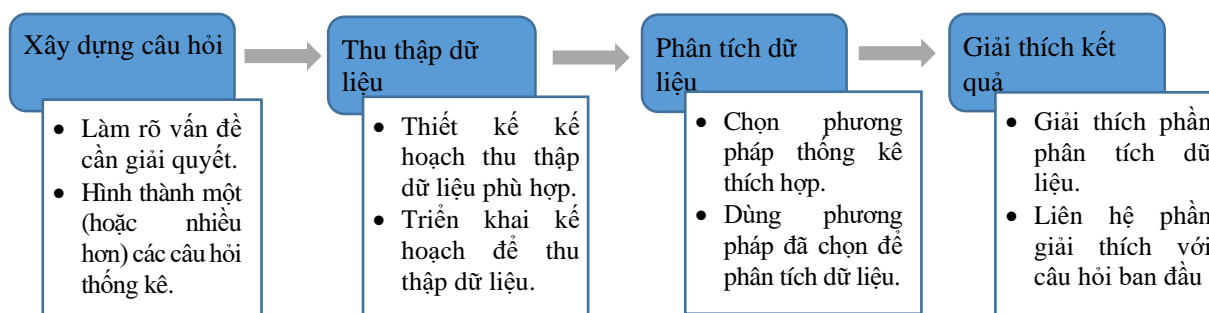 Xây dựng câu hỏi
• Làm rõ vấn đề
cần giải quyết.
• Hình thành một
(hoặc nhiều
hơn) các câu hỏi
thống kê.
Thu thập dữ
liệu
• Thiết kế kế
hoạch thu thập
dữ liệu phù hợp.
• Triển khai kế
hoạch để thu
thập dữ liệu.
Phân tích dữ
liệu
• Chọn phương
pháp thống kê
thích hợp.
• Dùng phương
pháp đã chọn để
phân tích dữ liệu.
Giải thích kết
quả
• Giải thích phần
phân tích dữ
liệu.
• Liên hệ phần
giải thích với
câu hỏi ban đầu